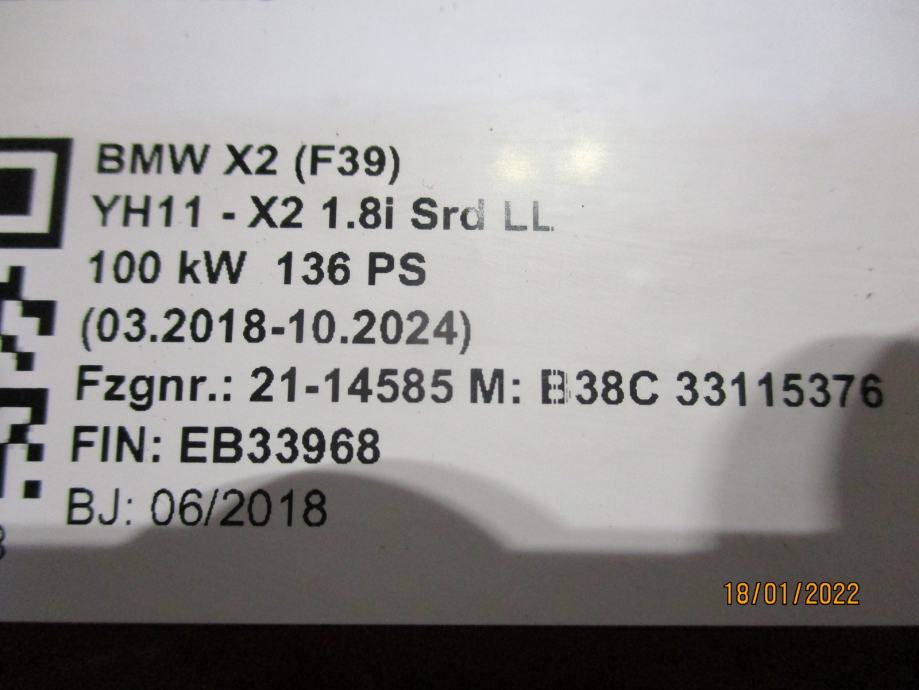 BMW X2 (F39)
YH11 - X2 1.8i Srd LL
100 kW 136 PS
(03.2018-10.2024)
Fzgnr.: 21-14585 M: B38C 33115376
FIN: EB33968
BJ: 06/2018
18/01/2022